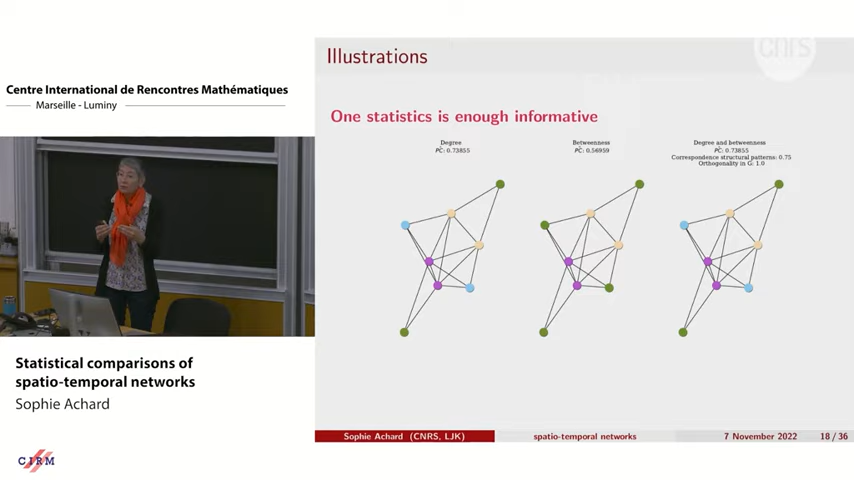 Centre International de Rencontres Mathématiques
Marseille - Luminy
Statistical comparisons of
spatio-temporal networks
Sophie Achard
CIRM
cnrs
Illustrations
One statistics is enough informative
Degree
PC: 0.73855
Betweenness
PC: 0.56959
Degree and betweenness
PC: 0.73855
Correspondence structural patterns: 0.75
Orthogonality in G: 1.0
Sophie Achard (CNRS, LJK)
spatio-temporal networks
7 November 2022
18 / 36